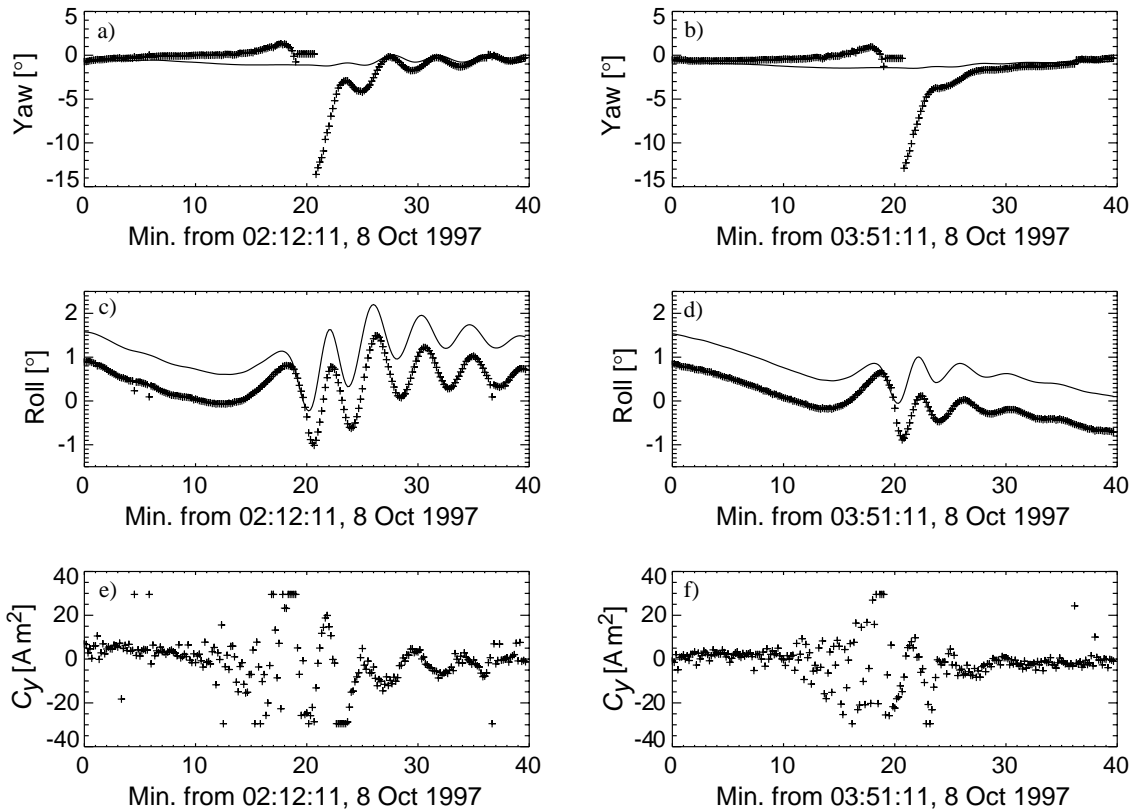 a)
Yaw [°]
5
0
-5
-10
-15
0 10 20 30 40
Min. from 02:12:11, 8 Oct 1997
b)
Yaw [°]
5
0
-5
-10
-15
0 10 20 30 40
Min. from 03:51:11, 8 Oct 1997
c)
Roll [°]
2
1
0
-1
0 10 20 30 40
Min. from 02:12:11, 8 Oct 1997
d)
Roll [°]
2
1
0
-1
0 10 20 30 40
Min. from 03:51:11, 8 Oct 1997
e)
Cy [A m²]
40
20
0
-20
-40
0 10 20 30 40
Min. from 02:12:11, 8 Oct 1997
f)
Cy [A m²]
40
20
0
-20
-40
0 10 20 30 40
Min. from 03:51:11, 8 Oct 1997